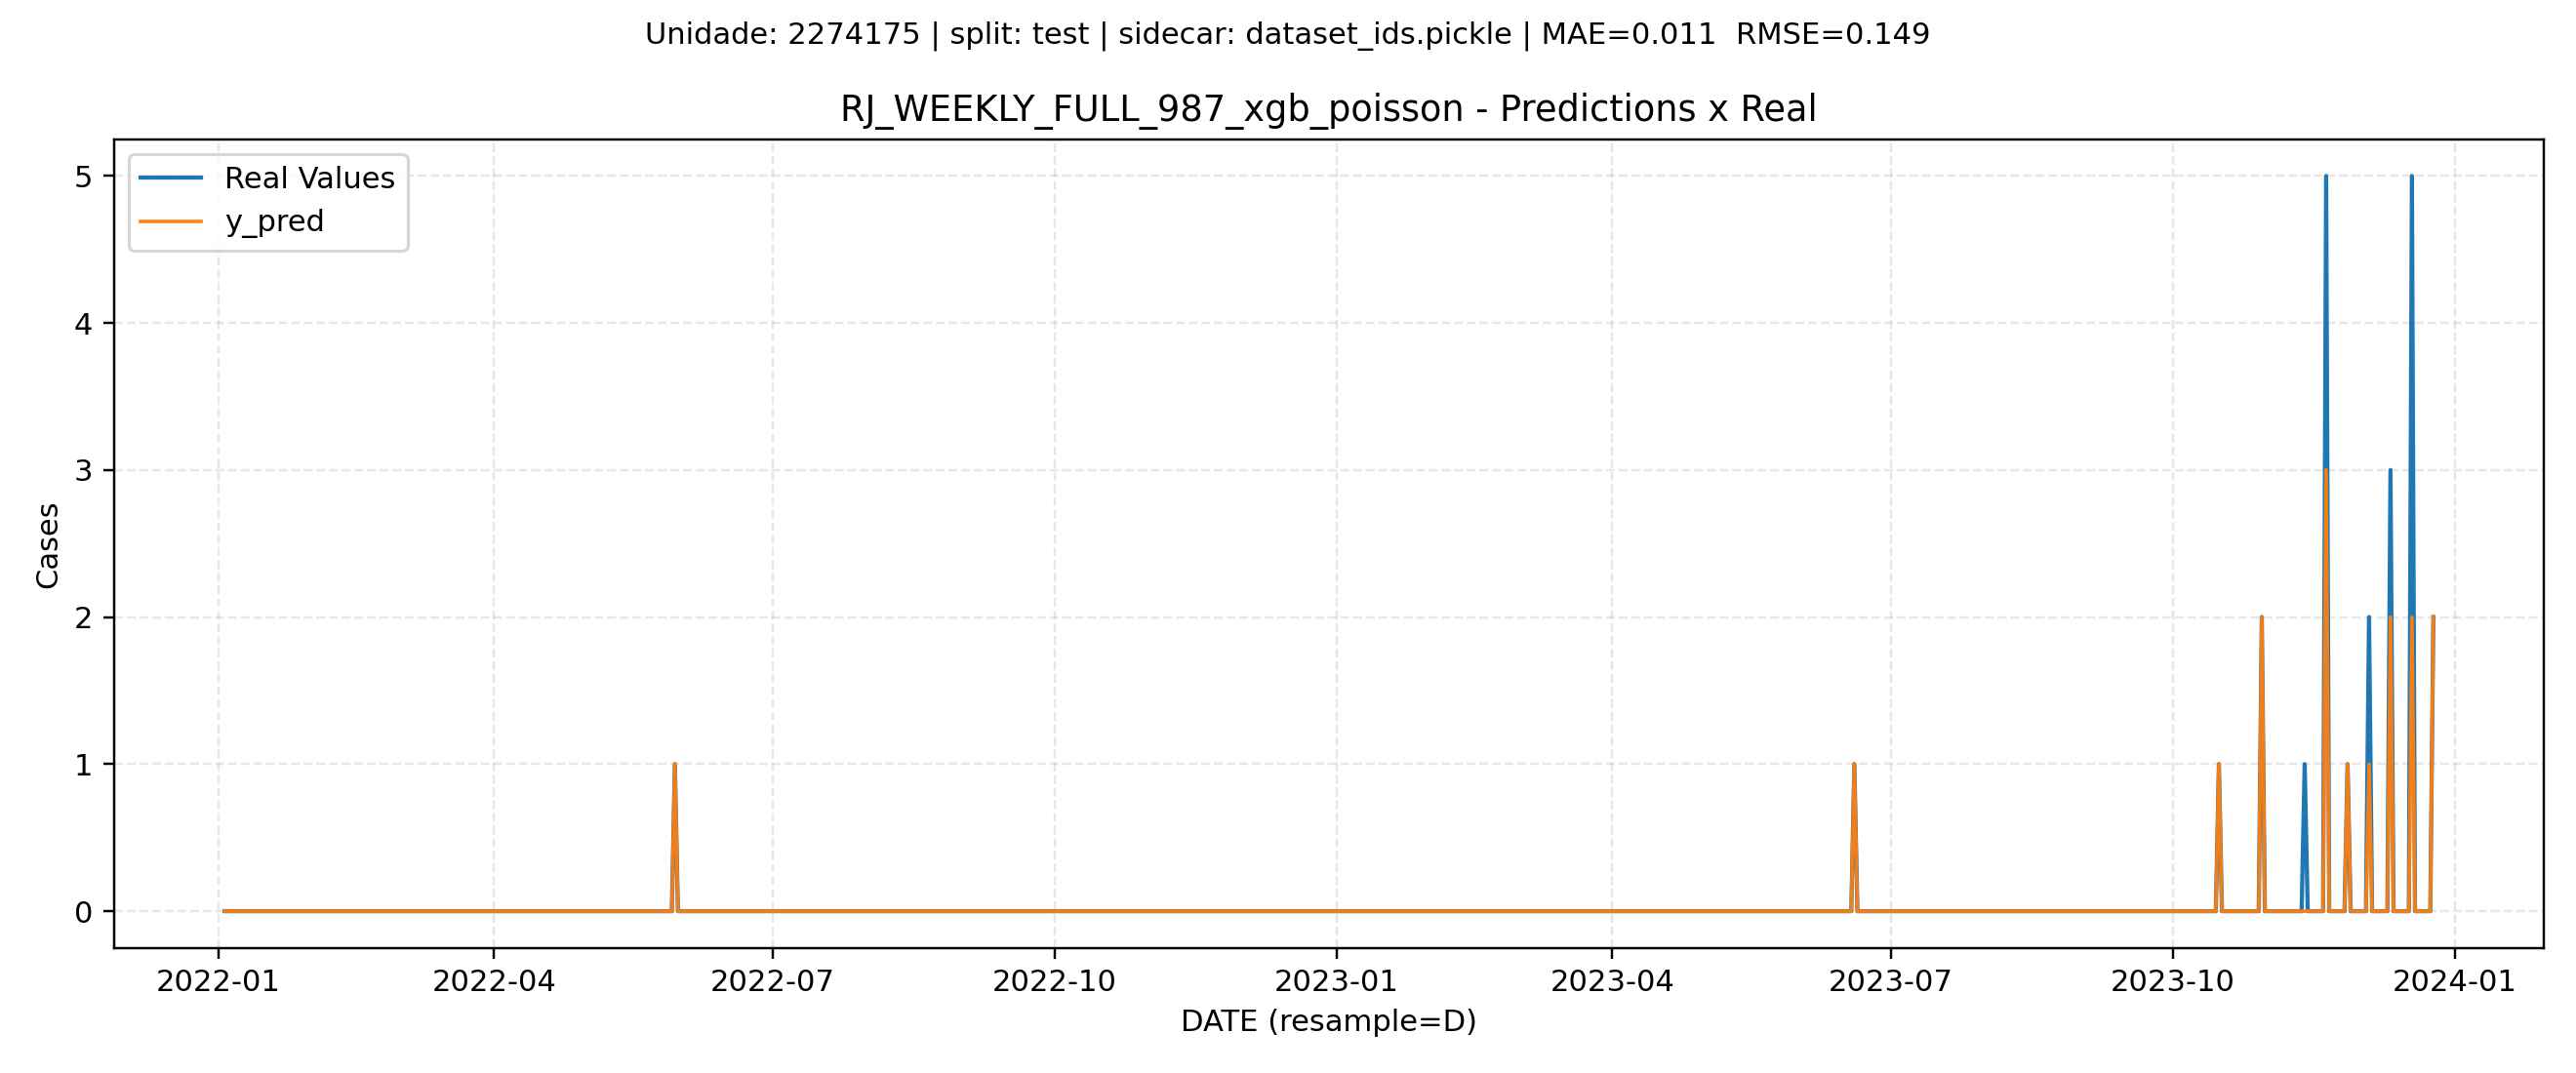 Unidade: 2274175 | split: test | sidecar: dataset_ids.pickle | MAE=0.011  RMSE=0.149
RJ_WEEKLY_FULL_987_xgb_poisson - Predictions x Real
Real Values
y_pred
5
4
3
2
1
0
Cases
2022-01
2022-04
2022-07
2022-10
2023-01
2023-04
2023-07
2023-10
2024-01
DATE (resample=D)